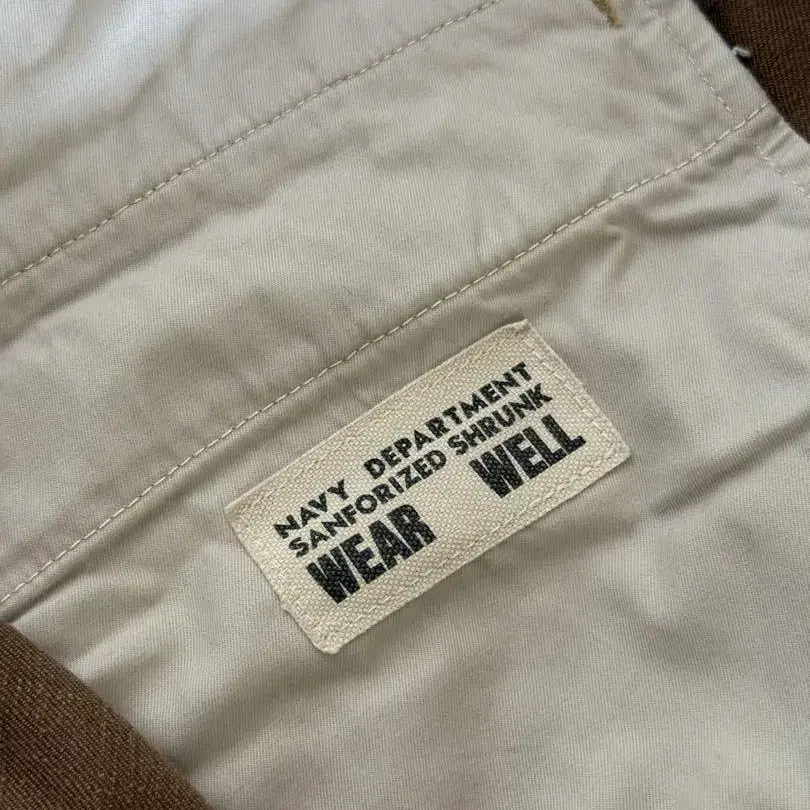 NAVY DEPARTMENT
SANFORIZED SHRUNK
WEAR WELL